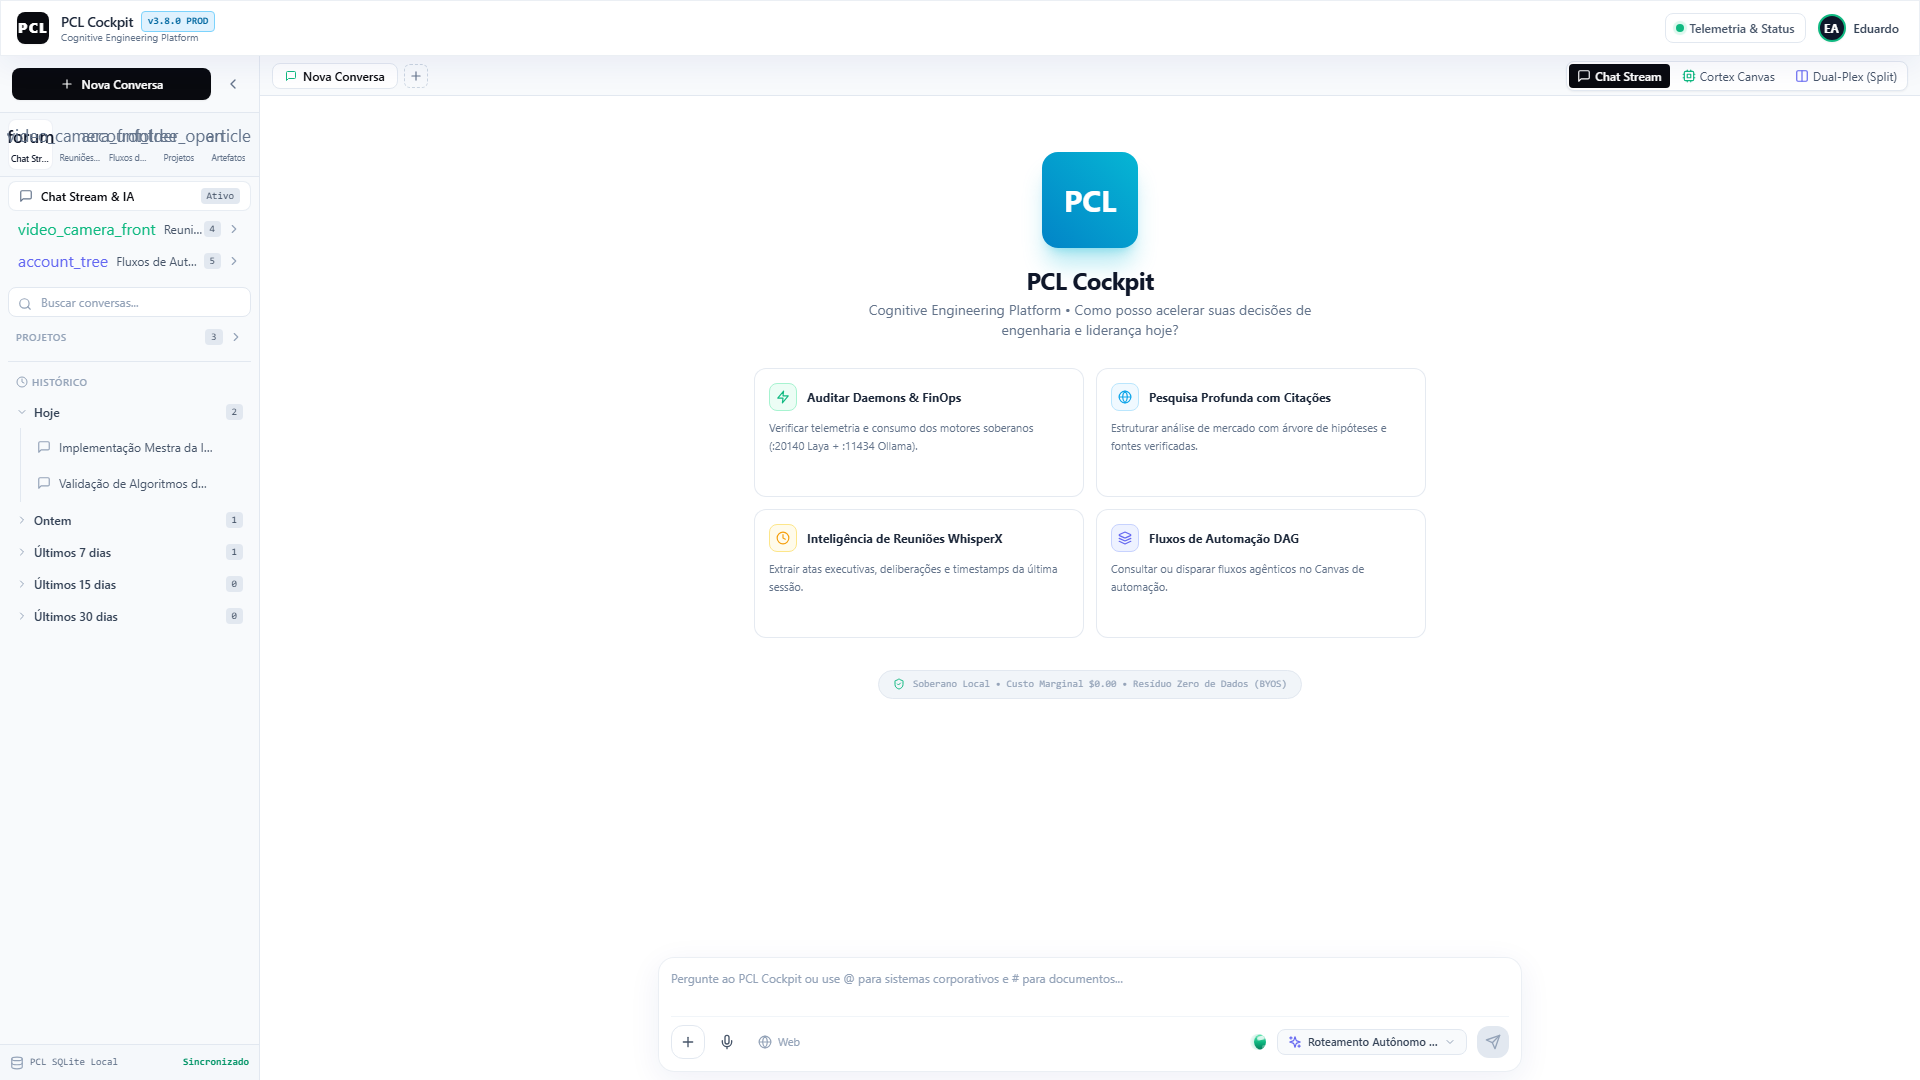 PCL
PCL Cockpit
v3.8.0 PROD
Cognitive Engineering Platform
Telemetria & Status
EA
Eduardo
Nova Conversa
Nova Conversa
Chat Stream
Cortex Canvas
Dual-Plex (Split)
forum
video_camera_front
account_tree
folder_open
article
Chat Str...
Reuniões...
Fluxos d...
Projetos
Artefatos
Chat Stream & IA
Ativo
video_camera_front Reuni... 4
account_tree Fluxos de Aut... 5
Buscar conversas...
PROJETOS 3
HISTÓRICO
Hoje 2
Implementação Mestra da I...
Validação de Algoritmos d...
Ontem 1
Últimos 7 dias 1
Últimos 15 dias 0
Últimos 30 dias 0
PCL SQLite Local
Sincronizado
PCL
PCL Cockpit
Cognitive Engineering Platform • Como posso acelerar suas decisões de
engenharia e liderança hoje?
Auditar Daemons & FinOps
Verificar telemetria e consumo dos motores soberanos
(:20140 Laya + :11434 Ollama).
Pesquisa Profunda com Citações
Estruturar análise de mercado com árvore de hipóteses e
fontes verificadas.
Inteligência de Reuniões WhisperX
Extrair atas executivas, deliberações e timestamps da última
sessão.
Fluxos de Automação DAG
Consultar ou disparar fluxos agênticos no Canvas de
automação.
Soberano Local • Custo Marginal $0.00 • Resíduo Zero de Dados (BYOS)
Pergunte ao PCL Cockpit ou use @ para sistemas corporativos e # para documentos...
Web
Roteamento Autônomo ...